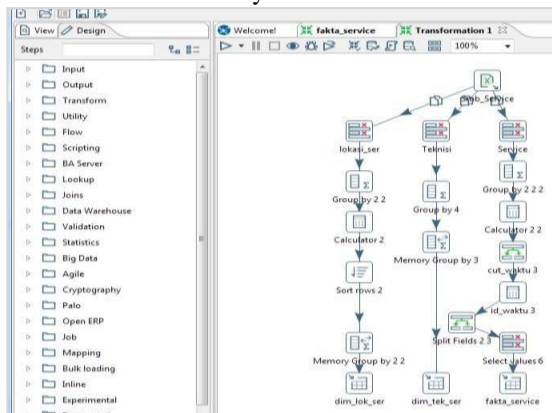 View
Design
Steps
Input
Output
Transform
Utility
Flow
Scripting
BA Server
Lookup
Joins
Data Warehouse
Validation
Statistics
Big Data
Agile
Cryptography
Palo
Open ERP
Job
Mapping
Bulk loading
Inline
Experimental
Welcome!
fakta_service
Transformation 1
100%
lokasi_ser
Teknisi
Service
Group by 2 2
Group by 4
Group by 2 2 2
Calculator 2
Memory Group by 3
Calculator 2 2
Sort rows 2
cut_waktu 3
id_waktu 3
Split Fields 2 3
Memory Group by 2 2
Select values 6
dim_lok_ser
dim_tek_ser
fakta_service